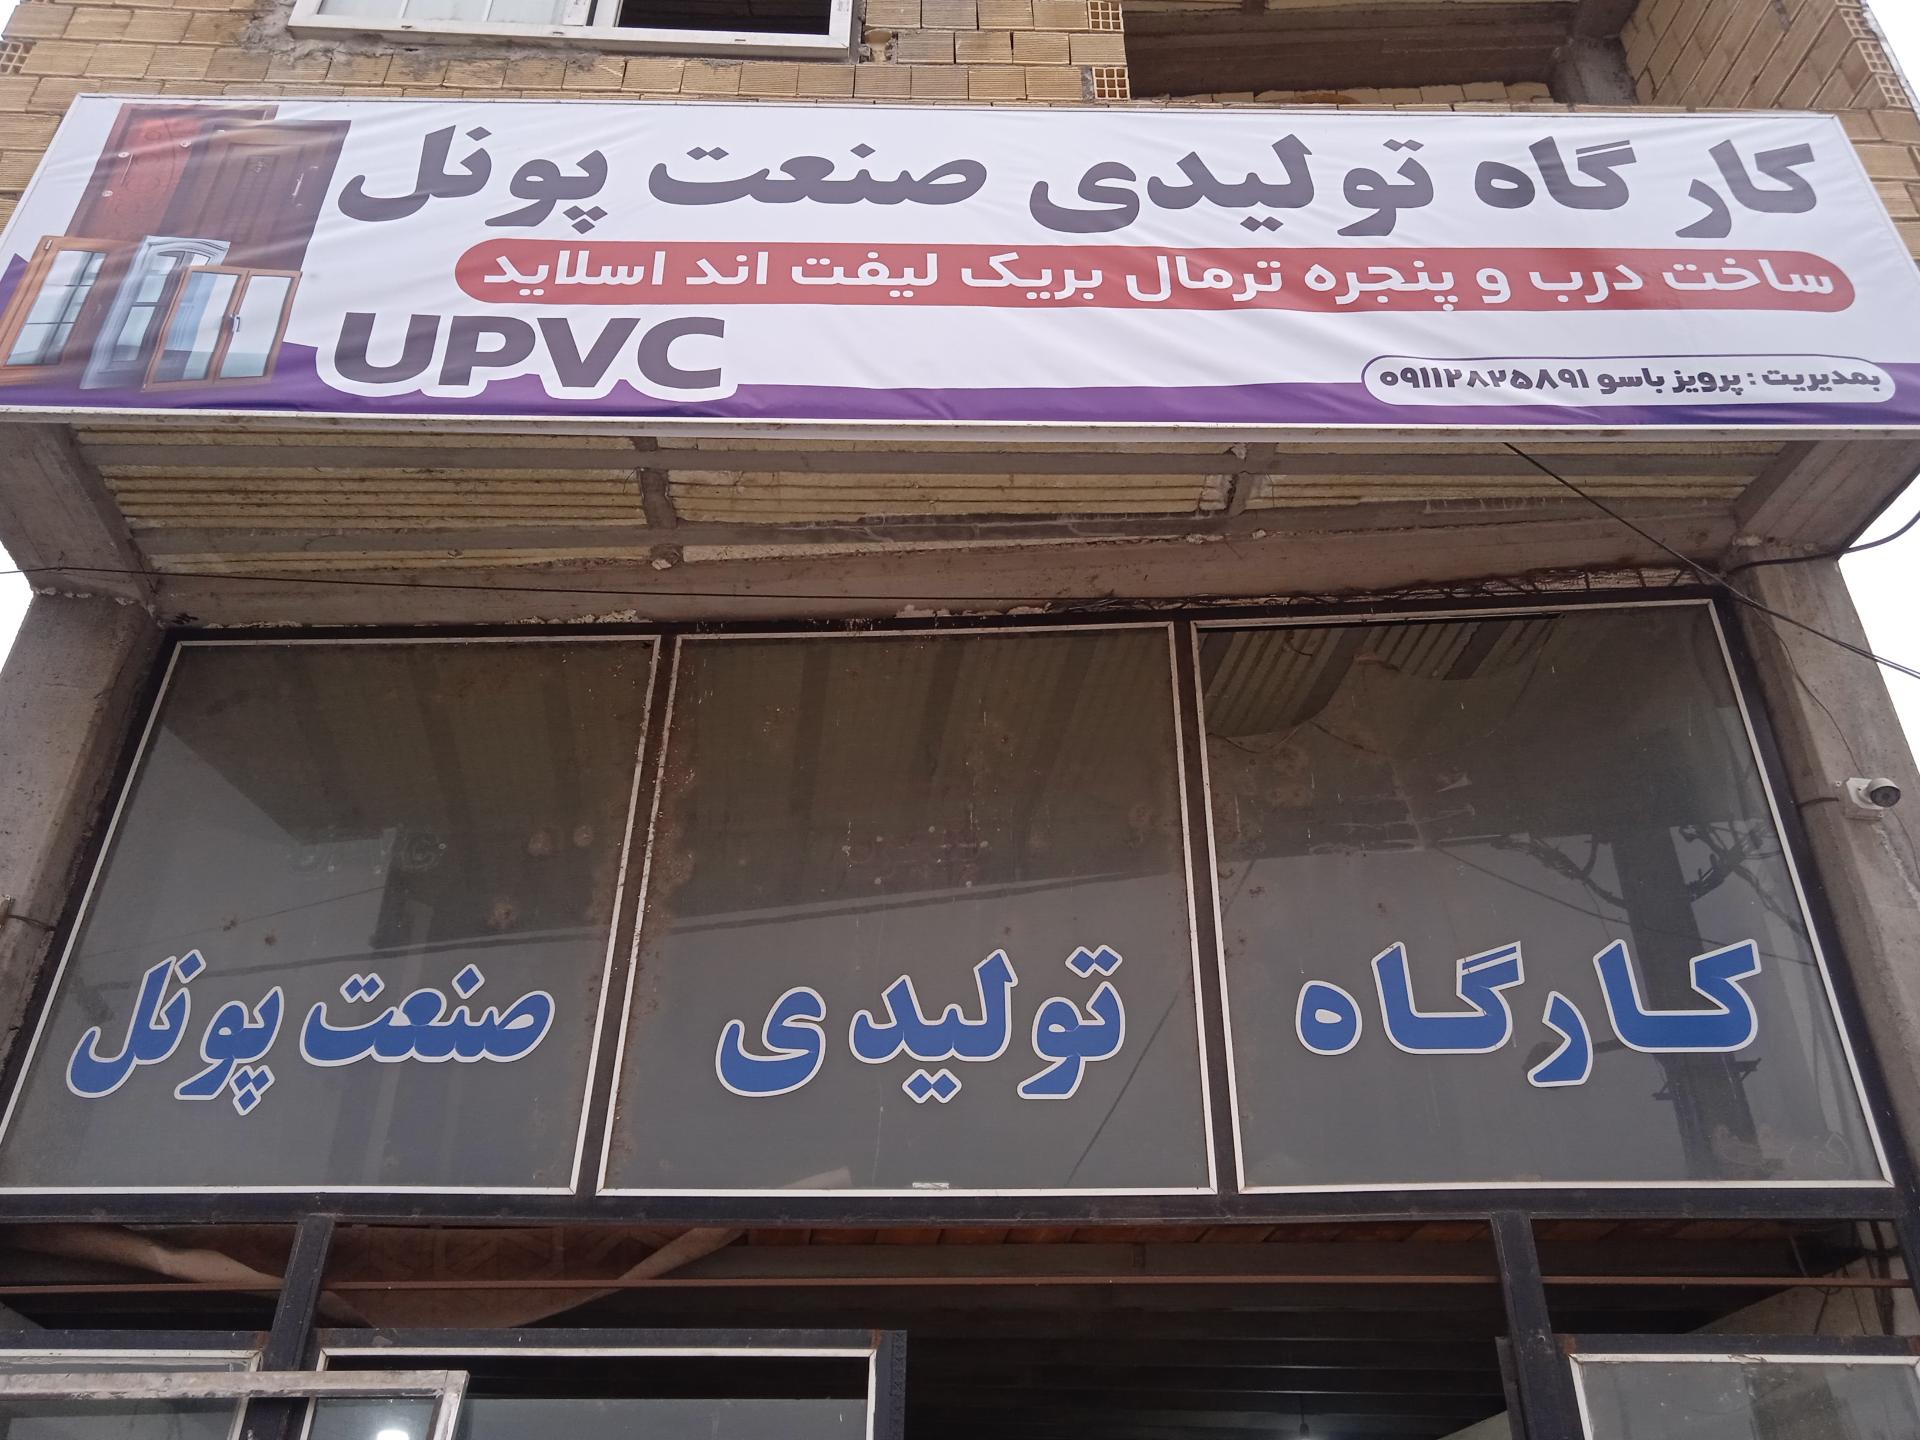 کارگاه تولیدی صنعت پونل
ساخت درب و پنجره ترمال بریک لیفت اند اسلاید
UPVC
بمدیریت : پرویز باسو ۰۹۱۱۲۸۲۵۸۹۱
کارگاه تولیدی صنعت پونل